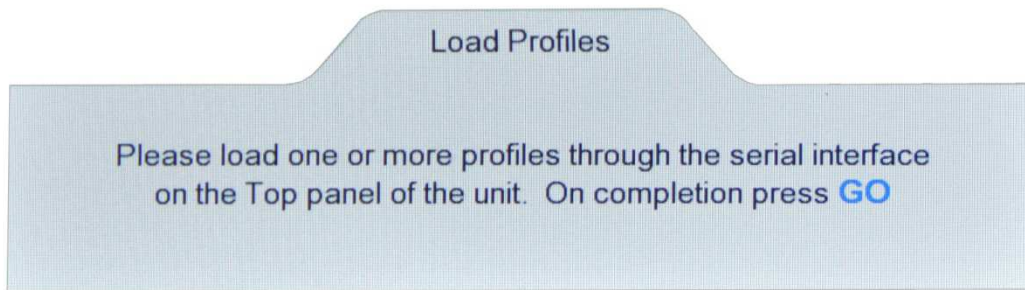 Load Profiles
Please load one or more profiles through the serial interface
on the Top panel of the unit.  On completion press GO